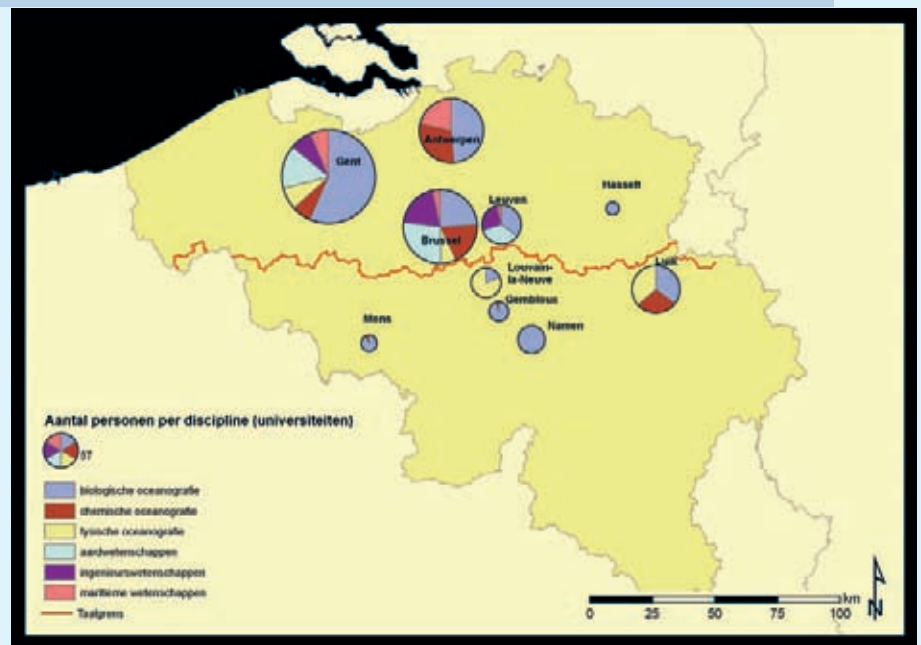 Antwerpen
Gent
Hasselt
Leuven
Brussel
Luik
Louvain-
la-Neuve
Gembloux
Namen
Mons
Aantal personen per discipline (universiteiten)
biologische oceanografie
chemische oceanografie
fysische oceanografie
aardwetenschappen
ingenieurswetenschappen
maritieme wetenschappen
Taalgrens
km
0 25 50 75 100
N